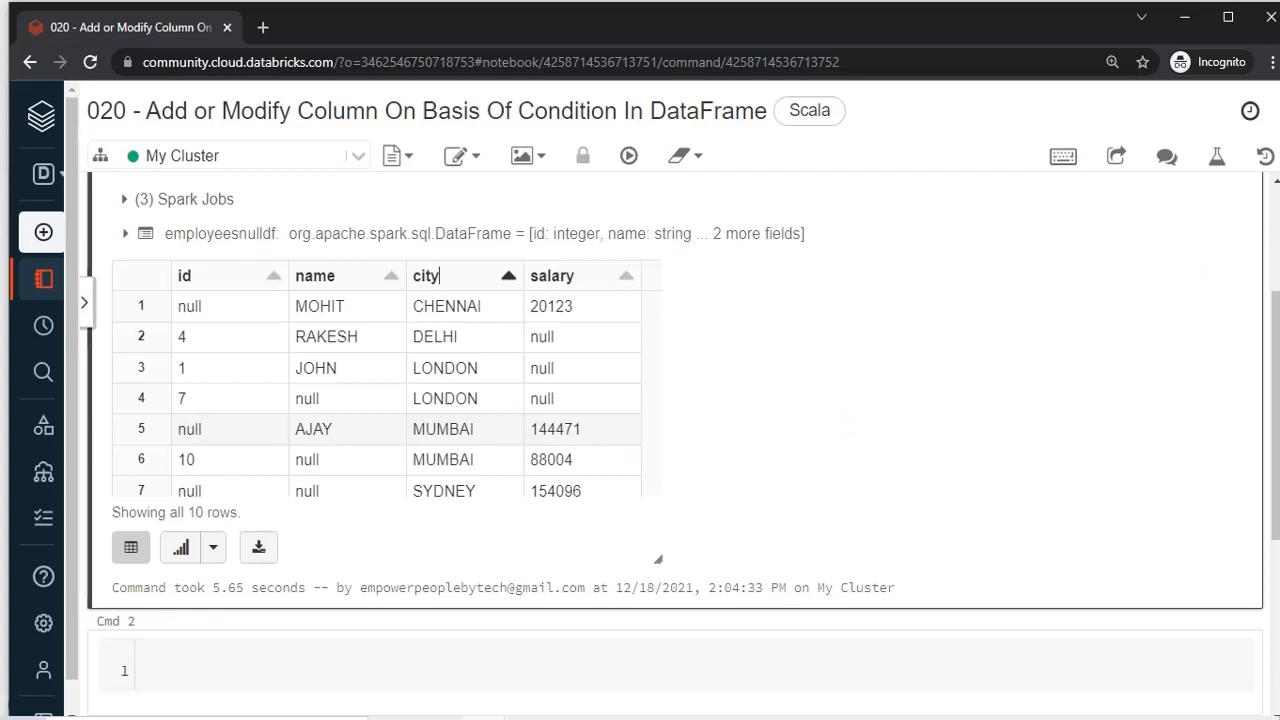 020 - Add or Modify Column On
community.cloud.databricks.com/?o=3462546750718753#notebook/4258714536713751/command/4258714536713752
Incognito
020 - Add or Modify Column On Basis Of Condition In DataFrame Scala
D
My Cluster
(3) Spark Jobs
employeesnulldf: org.apache.spark.sql.DataFrame = [id: integer, name: string ... 2 more fields]
id name city salary
1 null MOHIT CHENNAI 20123
2 4 RAKESH DELHI null
3 1 JOHN LONDON null
4 7 null LONDON null
5 null AJAY MUMBAI 144471
6 10 null MUMBAI 88004
7 null null SYDNEY 154096
Showing all 10 rows.
Command took 5.65 seconds -- by empowerpeoplebytech@gmail.com at 12/18/2021, 2:04:33 PM on My Cluster
Cmd 2
1